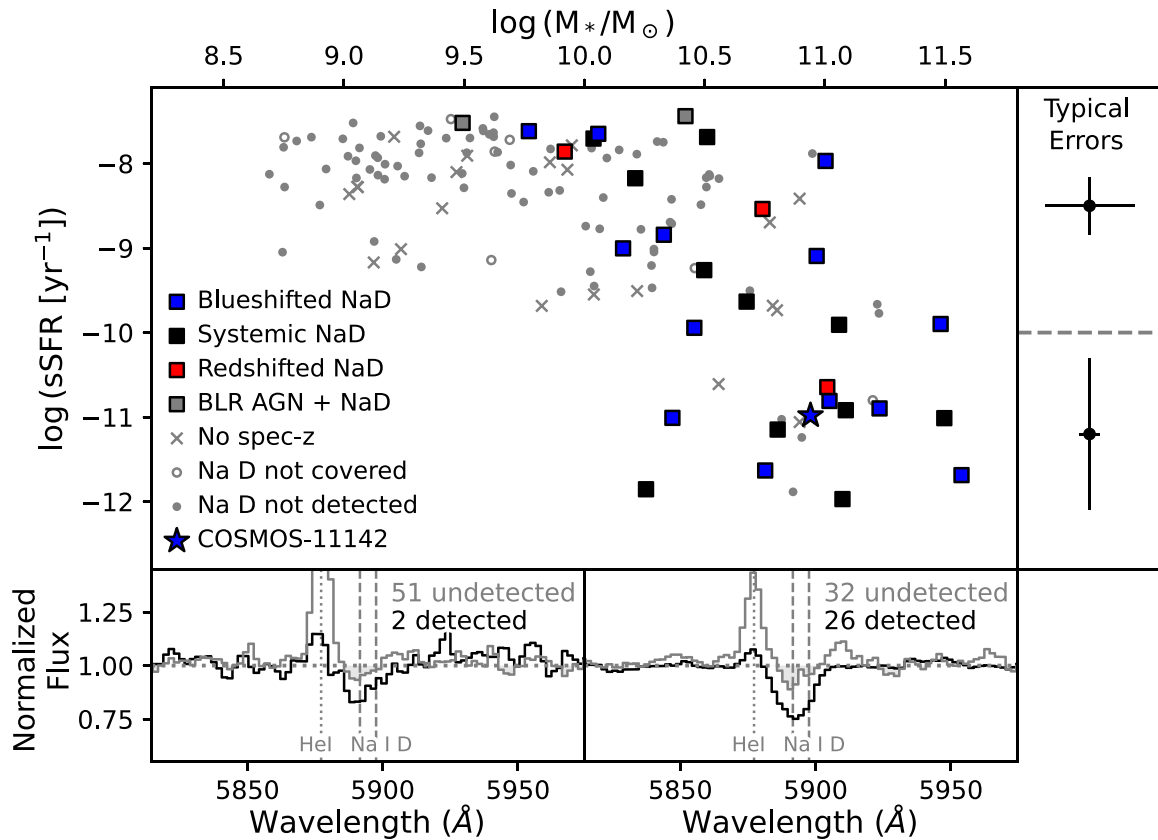 log(M*/M⊙)
8.5 9.0 9.5 10.0 10.5 11.0 11.5
log(sSFR [yr⁻¹])
−8
−9
−10
−11
−12
Typical
Errors
Blueshifted NaD
Systemic NaD
Redshifted NaD
BLR AGN + NaD
No spec-z
Na D not covered
Na D not detected
COSMOS-11142
Normalized
Flux
1.25
1.00
0.75
51 undetected
2 detected
HeI Na I D
32 undetected
26 detected
HeI Na I D
5850 5900 5950 5850 5900 5950
Wavelength (Å) Wavelength (Å)